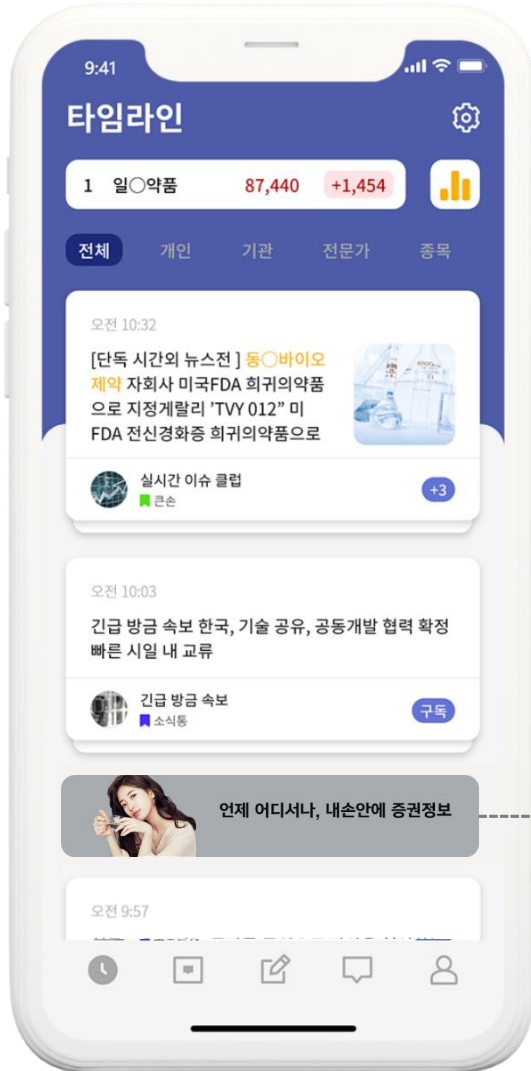 9:41
타임라인
1 일○약품 87,440 +1,454
전체 개인 기관 전문가 종목
오전 10:32
[단독 시간외 뉴스전 ] 동○바이오
제약 자회사 미국FDA 희귀의약품
으로 지정게랄리 ’TVY 012” 미
FDA 전신경화증 희귀의약품으로
실시간 이슈 클럽
큰손
+3
오전 10:03
긴급 방금 속보 한국, 기술 공유, 공동개발 협력 확정
빠른 시일 내 교류
긴급 방금 속보
소식통
구독
언제 어디서나, 내손안에 증권정보
오전 9:57